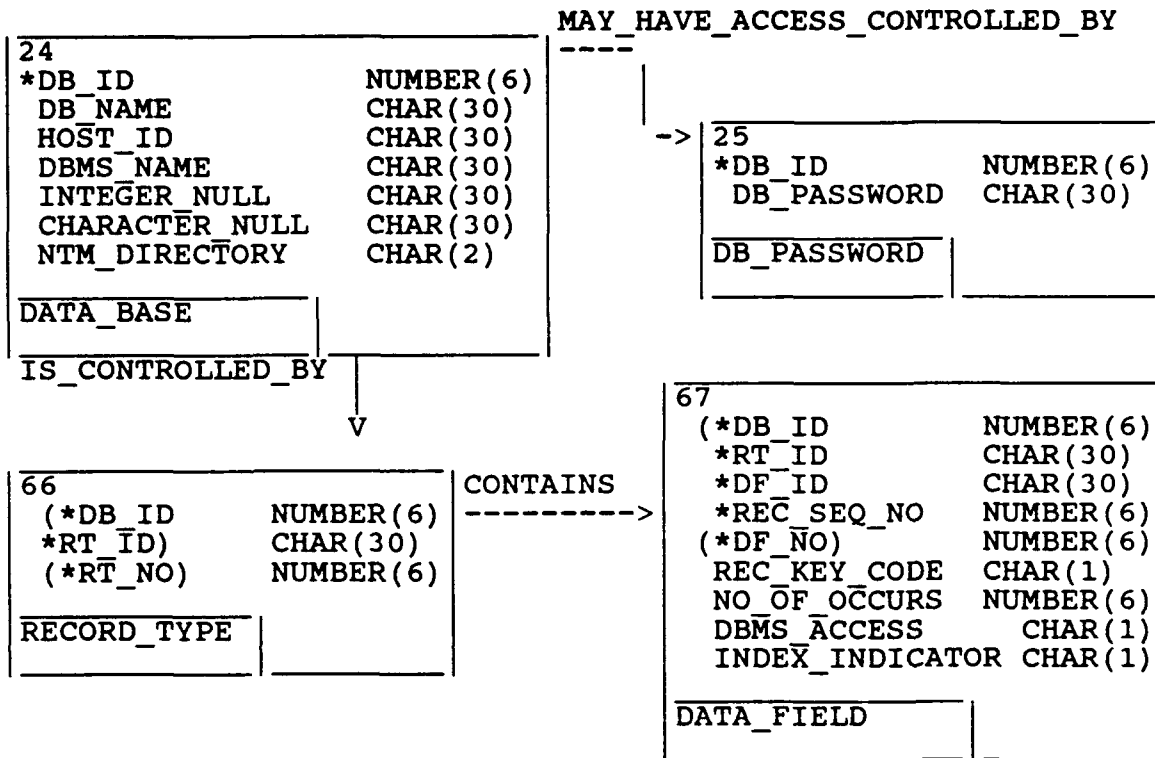 MAY_HAVE_ACCESS_CONTROLLED_BY
24
*DB_ID NUMBER(6)
DB_NAME CHAR(30)
HOST_ID CHAR(30)
DBMS_NAME CHAR(30)
INTEGER_NULL CHAR(30)
CHARACTER_NULL CHAR(30)
NTM_DIRECTORY CHAR(2)
DATA_BASE
25
*DB_ID NUMBER(6)
DB_PASSWORD CHAR(30)
DB_PASSWORD
IS_CONTROLLED_BY
V
66
(*DB_ID NUMBER(6)
*RT_ID) CHAR(30)
(*RT_NO) NUMBER(6)
RECORD_TYPE
CONTAINS
67
(*DB_ID NUMBER(6)
*RT_ID CHAR(30)
*DF_ID CHAR(30)
*REC_SEQ_NO NUMBER(6)
(*DF_NO) NUMBER(6)
REC_KEY_CODE CHAR(1)
NO_OF_OCCURS NUMBER(6)
DBMS_ACCESS CHAR(1)
INDEX_INDICATOR CHAR(1)
DATA_FIELD